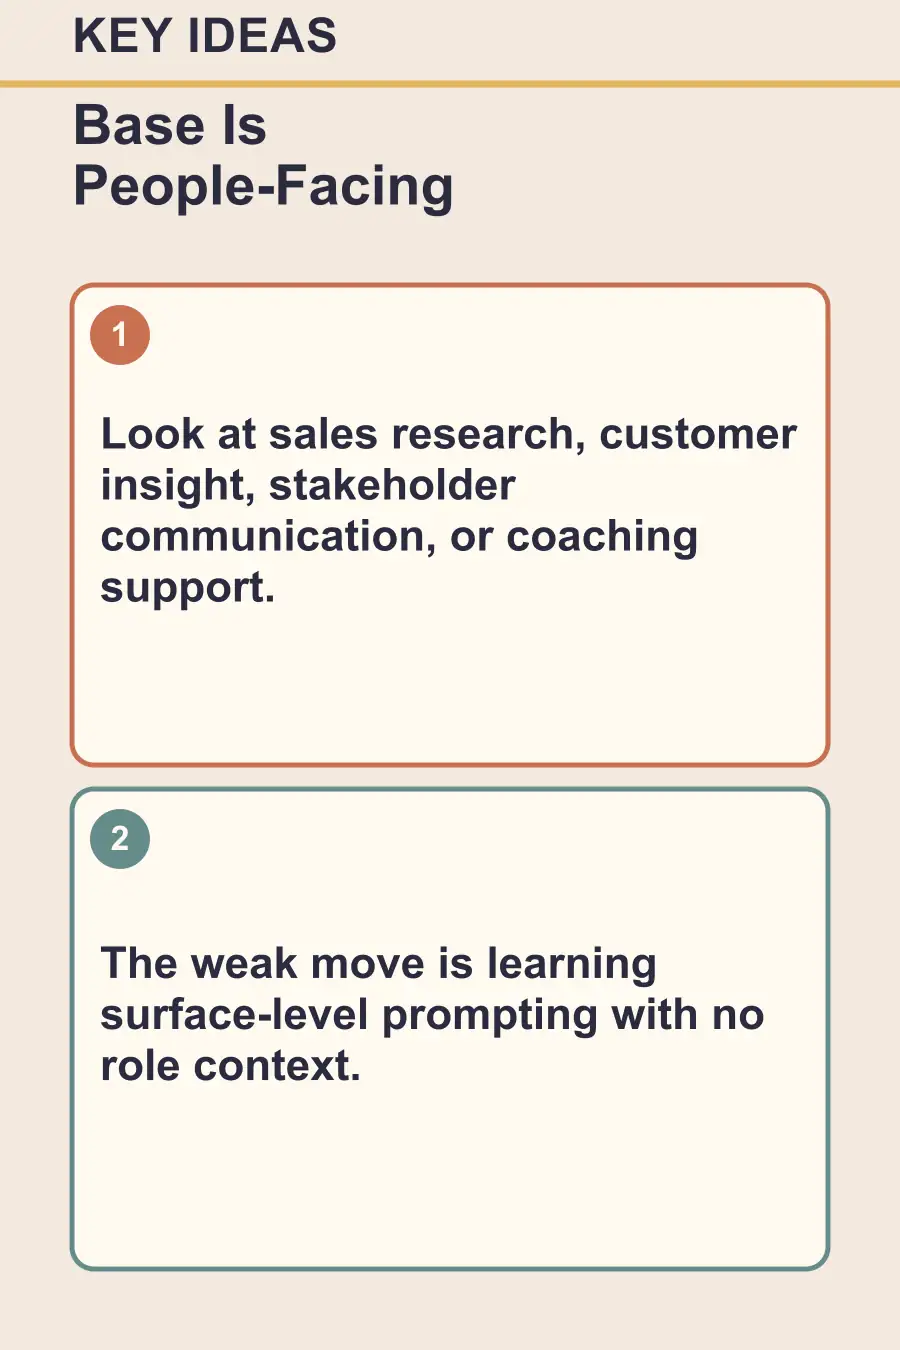 KEY IDEAS
Base Is
People-Facing
1
Look at sales research, customer
insight, stakeholder
communication, or coaching
support.
2
The weak move is learning
surface-level prompting with no
role context.